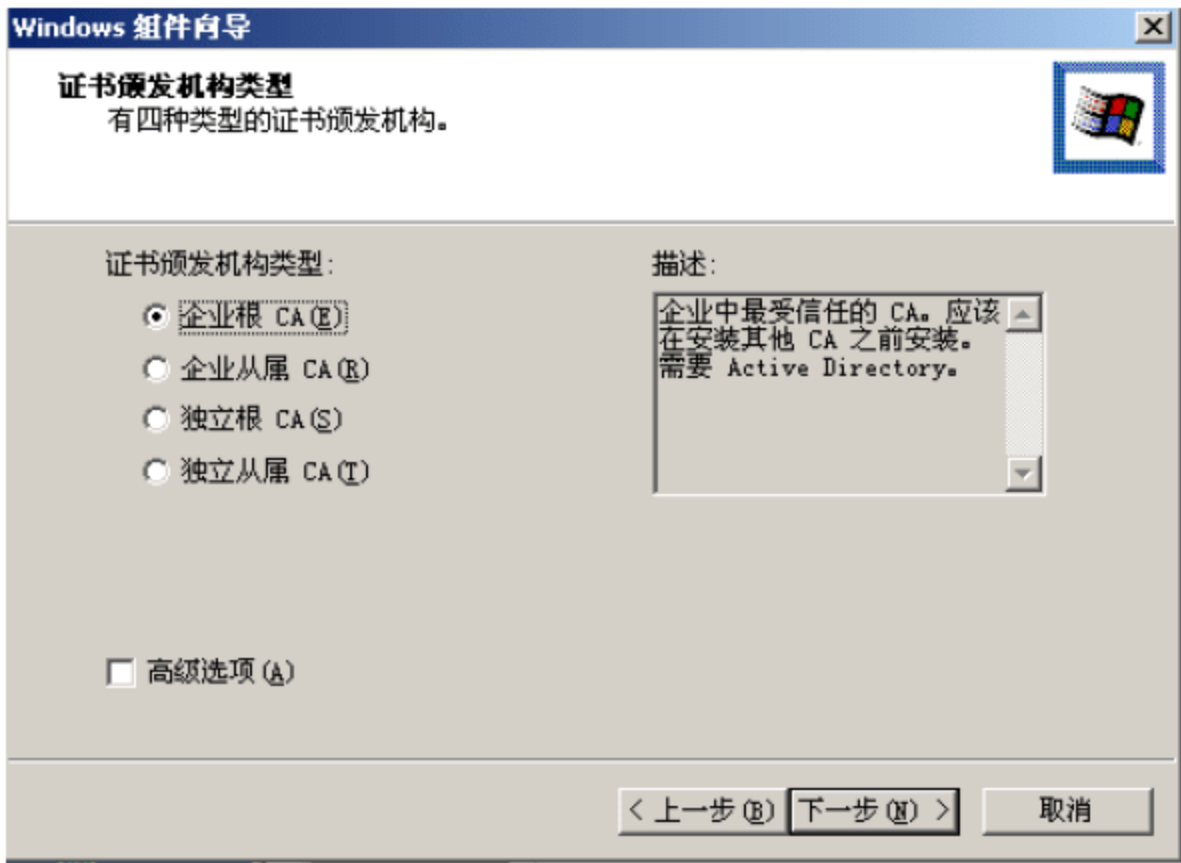 Windows 组件向导
证书颁发机构类型
有四种类型的证书颁发机构。
证书颁发机构类型:
企业根 CA(E)
企业从属 CA(R)
独立根 CA(S)
独立从属 CA(T)
描述:
企业中最受信任的 CA。应该
在安装其他 CA 之前安装。
需要 Active Directory。
高级选项(A)
< 上一步(B)
下一步(N) >
取消